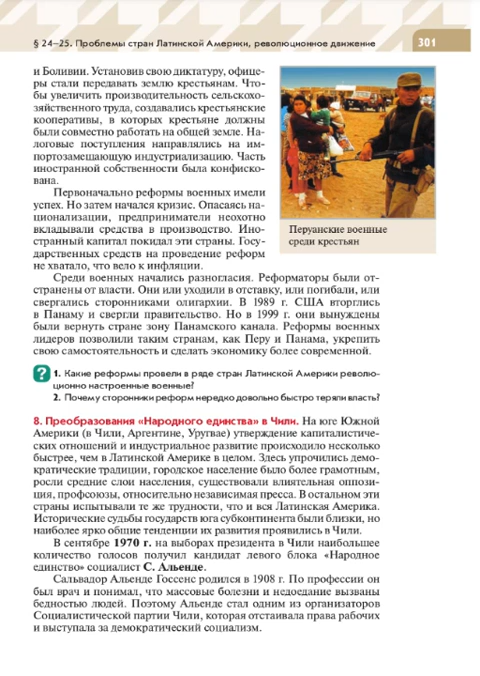 § 24–25. Проблемы стран Латинской Америки, революционное движение
301
и Боливии. Установив свою диктатуру, офице-
ры стали передавать землю крестьянам. Что-
бы увеличить производительность сельскохо-
зяйственного труда, создавались крестьянские
кооперативы, в которых крестьяне должны
были совместно работать на общей земле. На-
логовые поступления направлялись на им-
портозамещающую индустриализацию. Часть
иностранной собственности была конфиско-
вана.
Первоначально реформы военных имели
успех. Но затем начался кризис. Опасаясь на-
ционализации, предприниматели неохотно
вкладывали средства в производство. Ино-
странный капитал покидал эти страны. Госу-
дарственных средств на проведение реформ
не хватало, что вело к инфляции.
Перуанские военные
среди крестьян
Среди военных начались разногласия. Реформаторы были от-
странены от власти. Они или уходили в отставку, или погибали, или
свергались сторонниками олигархии. В 1989 г. США вторглись
в Панаму и свергли правительство. Но в 1999 г. они вынуждены
были вернуть стране зону Панамского канала. Реформы военных
лидеров позволили таким странам, как Перу и Панама, укрепить
свою самостоятельность и сделать экономику более современной.
? 1. Какие реформы провели в ряде стран Латинской Америки револю-
ционно настроенные военные?
2. Почему сторонники реформ нередко довольно быстро теряли власть?
8. Преобразования «Народного единства» в Чили. На юге Южной
Америки (в Чили, Аргентине, Уругвае) утверждение капиталистиче-
ских отношений и индустриальное развитие происходило несколько
быстрее, чем в Латинской Америке в целом. Здесь упрочились демо-
кратические традиции, городское население было более грамотным,
росли средние слои населения, существовали влиятельная оппози-
ция, профсоюзы, относительно независимая пресса. В остальном эти
страны испытывали те же трудности, что и вся Латинская Америка.
Исторические судьбы государств юга субконтинента были близки, но
наиболее ярко общие тенденции их развития проявились в Чили.
В сентябре 1970 г. на выборах президента в Чили наибольшее
количество голосов получил кандидат левого блока «Народное
единство» социалист С. Альенде.
Сальвадор Альенде Госсенс родился в 1908 г. По профессии он
был врач и понимал, что массовые болезни и недоедание вызваны
бедностью людей. Поэтому Альенде стал одним из организаторов
Социалистической партии Чили, которая отстаивала права рабочих
и выступала за демократический социализм.